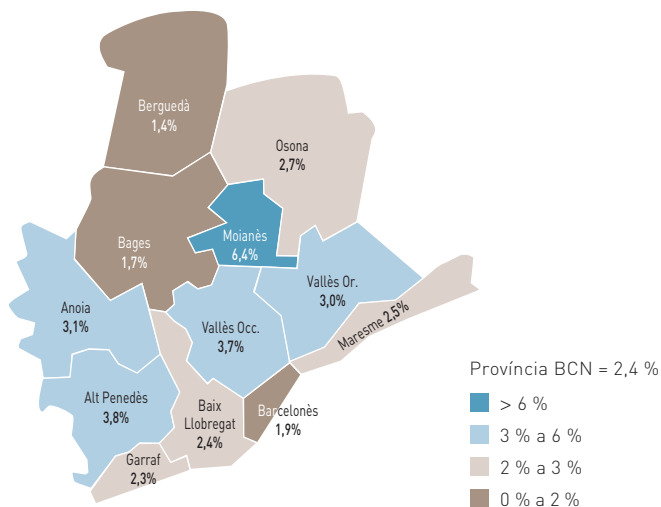 Berguedà
1,4%
Osona
2,7%
Moianès
6,4%
Bages
1,7%
Vallès Or.
3,0%
Anoia
3,1%
Maresme 2,5%
Vallès Occ.
3,7%
Alt Penedès
3,8%
Baix
Llobregat
2,4%
Barcelonès
1,9%
Garraf
2,3%
Província BCN = 2,4 %
> 6 %
3 % a 6 %
2 % a 3 %
0 % a 2 %